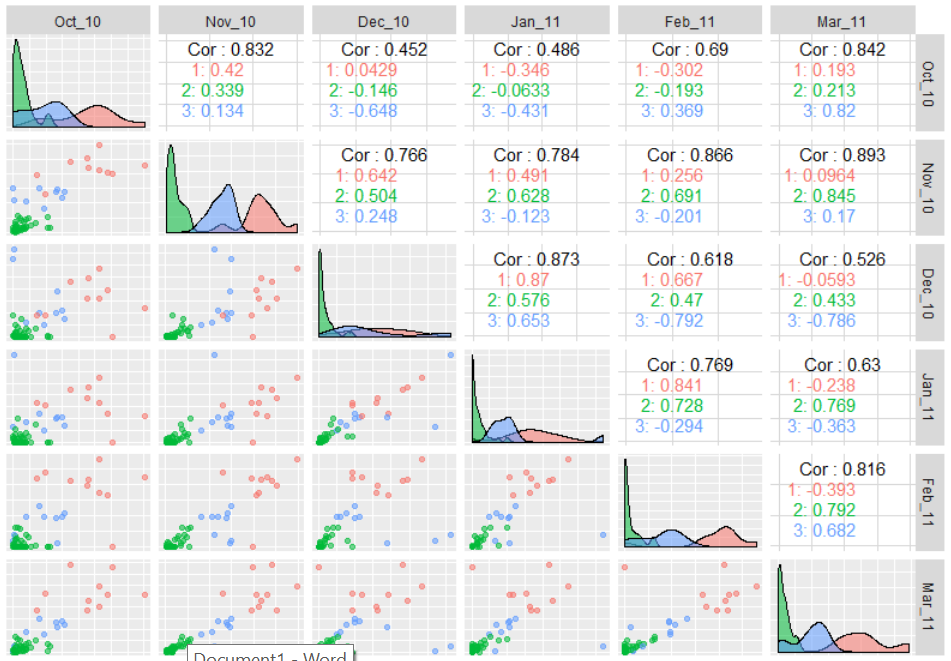 Oct_10 Nov_10 Dec_10 Jan_11 Feb_11 Mar_11
Cor : 0.832 Cor : 0.452 Cor : 0.486 Cor : 0.69 Cor : 0.842
1: 0.42 1: 0.0429 1: -0.346 1: -0.302 1: 0.193
2: 0.339 2: -0.146 2: -0.0633 2: -0.193 2: 0.213
3: 0.134 3: -0.648 3: -0.431 3: 0.369 3: 0.82
Oct_10
Cor : 0.766 Cor : 0.784 Cor : 0.866 Cor : 0.893
1: 0.642 1: 0.491 1: 0.256 1: 0.0964
2: 0.504 2: 0.628 2: 0.691 2: 0.845
3: 0.248 3: -0.123 3: -0.201 3: 0.17
Nov_10
Cor : 0.873 Cor : 0.618 Cor : 0.526
1: 0.87 1: 0.667 1: -0.0593
2: 0.576 2: 0.47 2: 0.433
3: 0.653 3: -0.792 3: -0.786
Dec_10
Cor : 0.769 Cor : 0.63
1: 0.841 1: -0.238
2: 0.728 2: 0.769
3: -0.294 3: -0.363
Jan_11
Cor : 0.816
1: -0.393
2: 0.792
3: 0.682
Feb_11
Mar_11
Document1 - Word